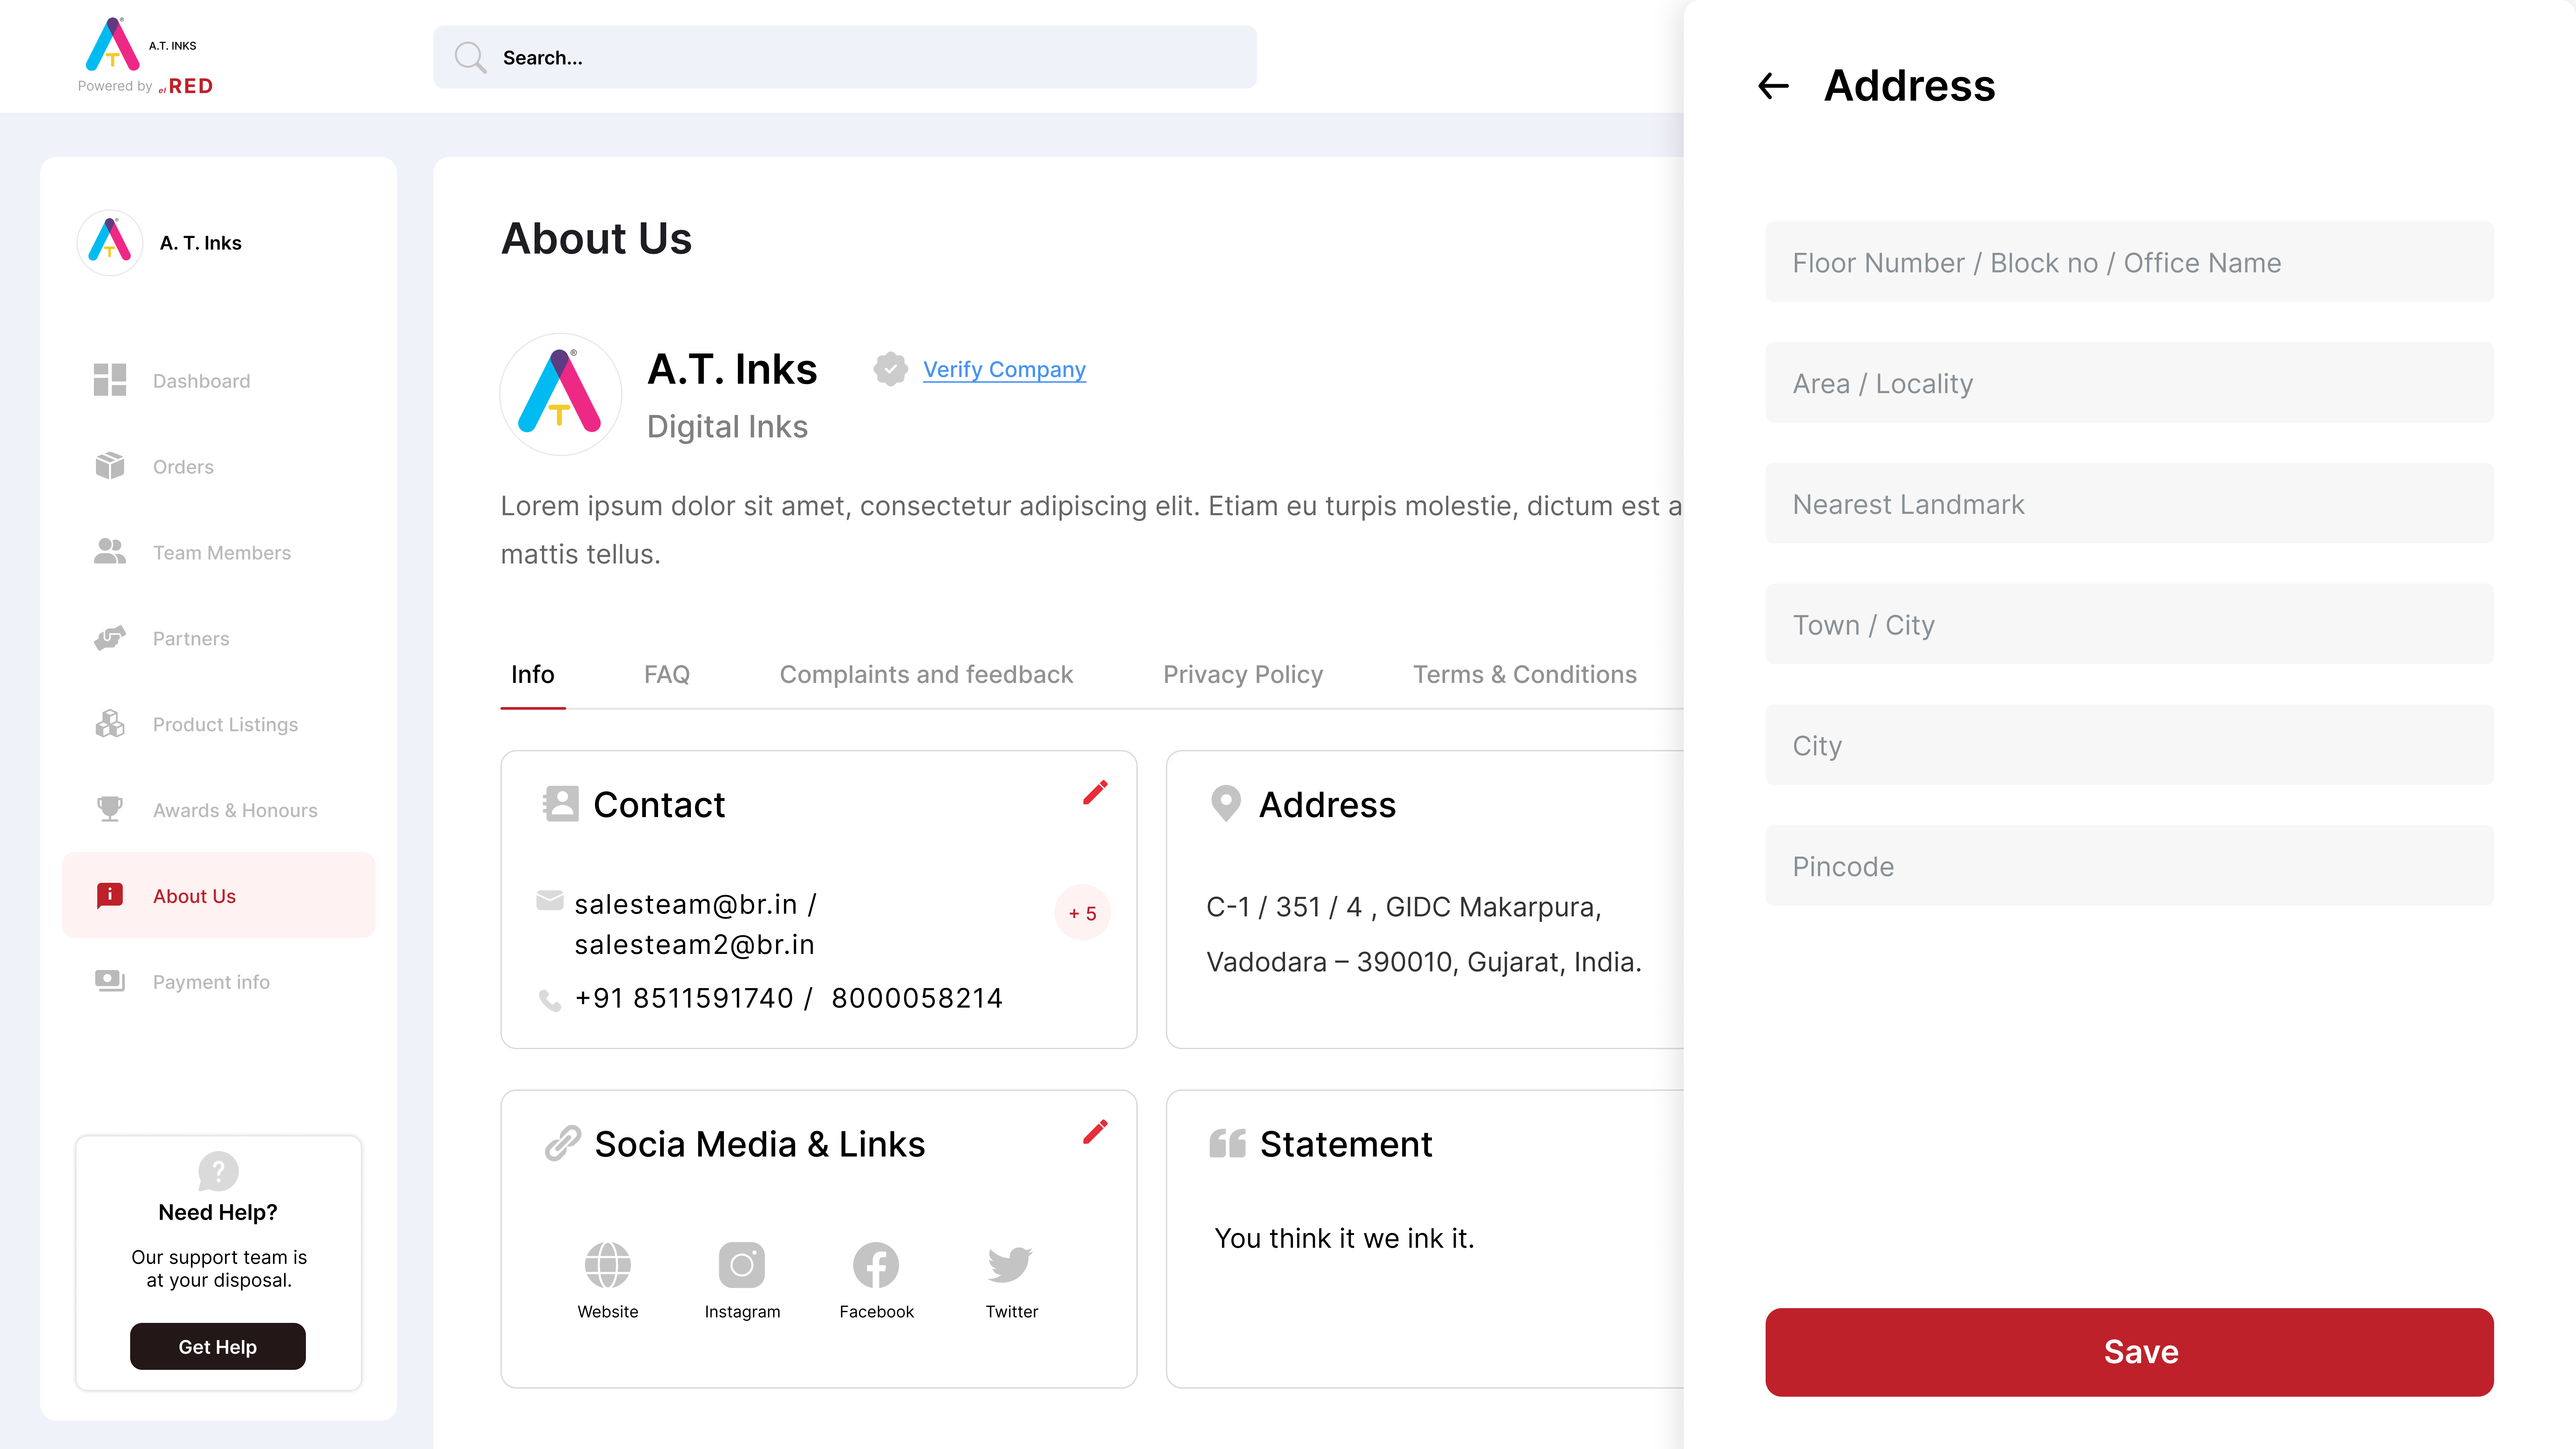 A.T. INKS
Powered by el RED
Search...
A. T. Inks
Dashboard
Orders
Team Members
Partners
Product Listings
Awards & Honours
About Us
Payment info
Need Help?
Our support team is
at your disposal.
Get Help
About Us
A.T. Inks
Verify Company
Digital Inks
Lorem ipsum dolor sit amet, consectetur adipiscing elit. Etiam eu turpis molestie, dictum est a
mattis tellus.
Info FAQ Complaints and feedback Privacy Policy Terms & Conditions
Contact
salesteam@br.in /
salesteam2@br.in
+ 5
+91 8511591740 / 8000058214
Address
C-1 / 351 / 4 , GIDC Makarpura,
Vadodara – 390010, Gujarat, India.
Socia Media & Links
Website Instagram Facebook Twitter
Statement
You think it we ink it.
Address
Floor Number / Block no / Office Name
Area / Locality
Nearest Landmark
Town / City
City
Pincode
Save